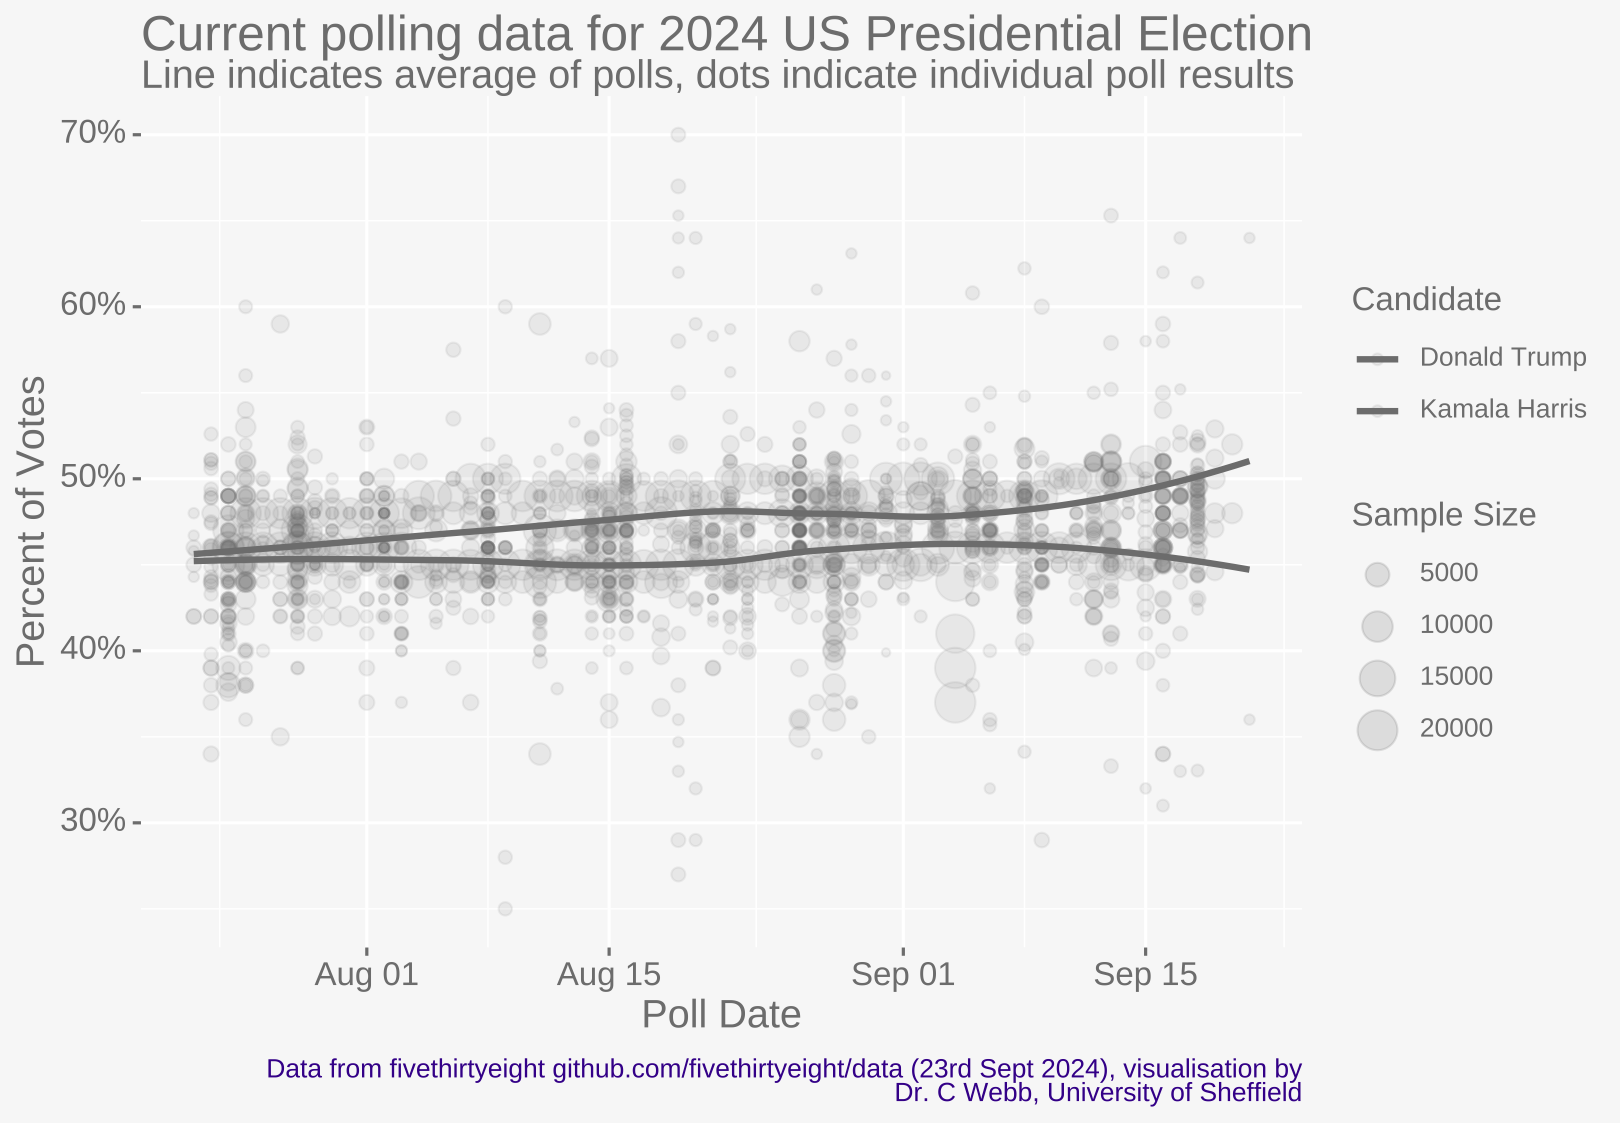 Current polling data for 2024 US Presidential Election
Line indicates average of polls, dots indicate individual poll results
70%
60%
50%
40%
30%
Percent of Votes
Aug 01
Aug 15
Sep 01
Sep 15
Poll Date
Candidate
Donald Trump
Kamala Harris
Sample Size
5000
10000
15000
20000
Data from fivethirtyeight github.com/fivethirtyeight/data (23rd Sept 2024), visualisation by
Dr. C Webb, University of Sheffield